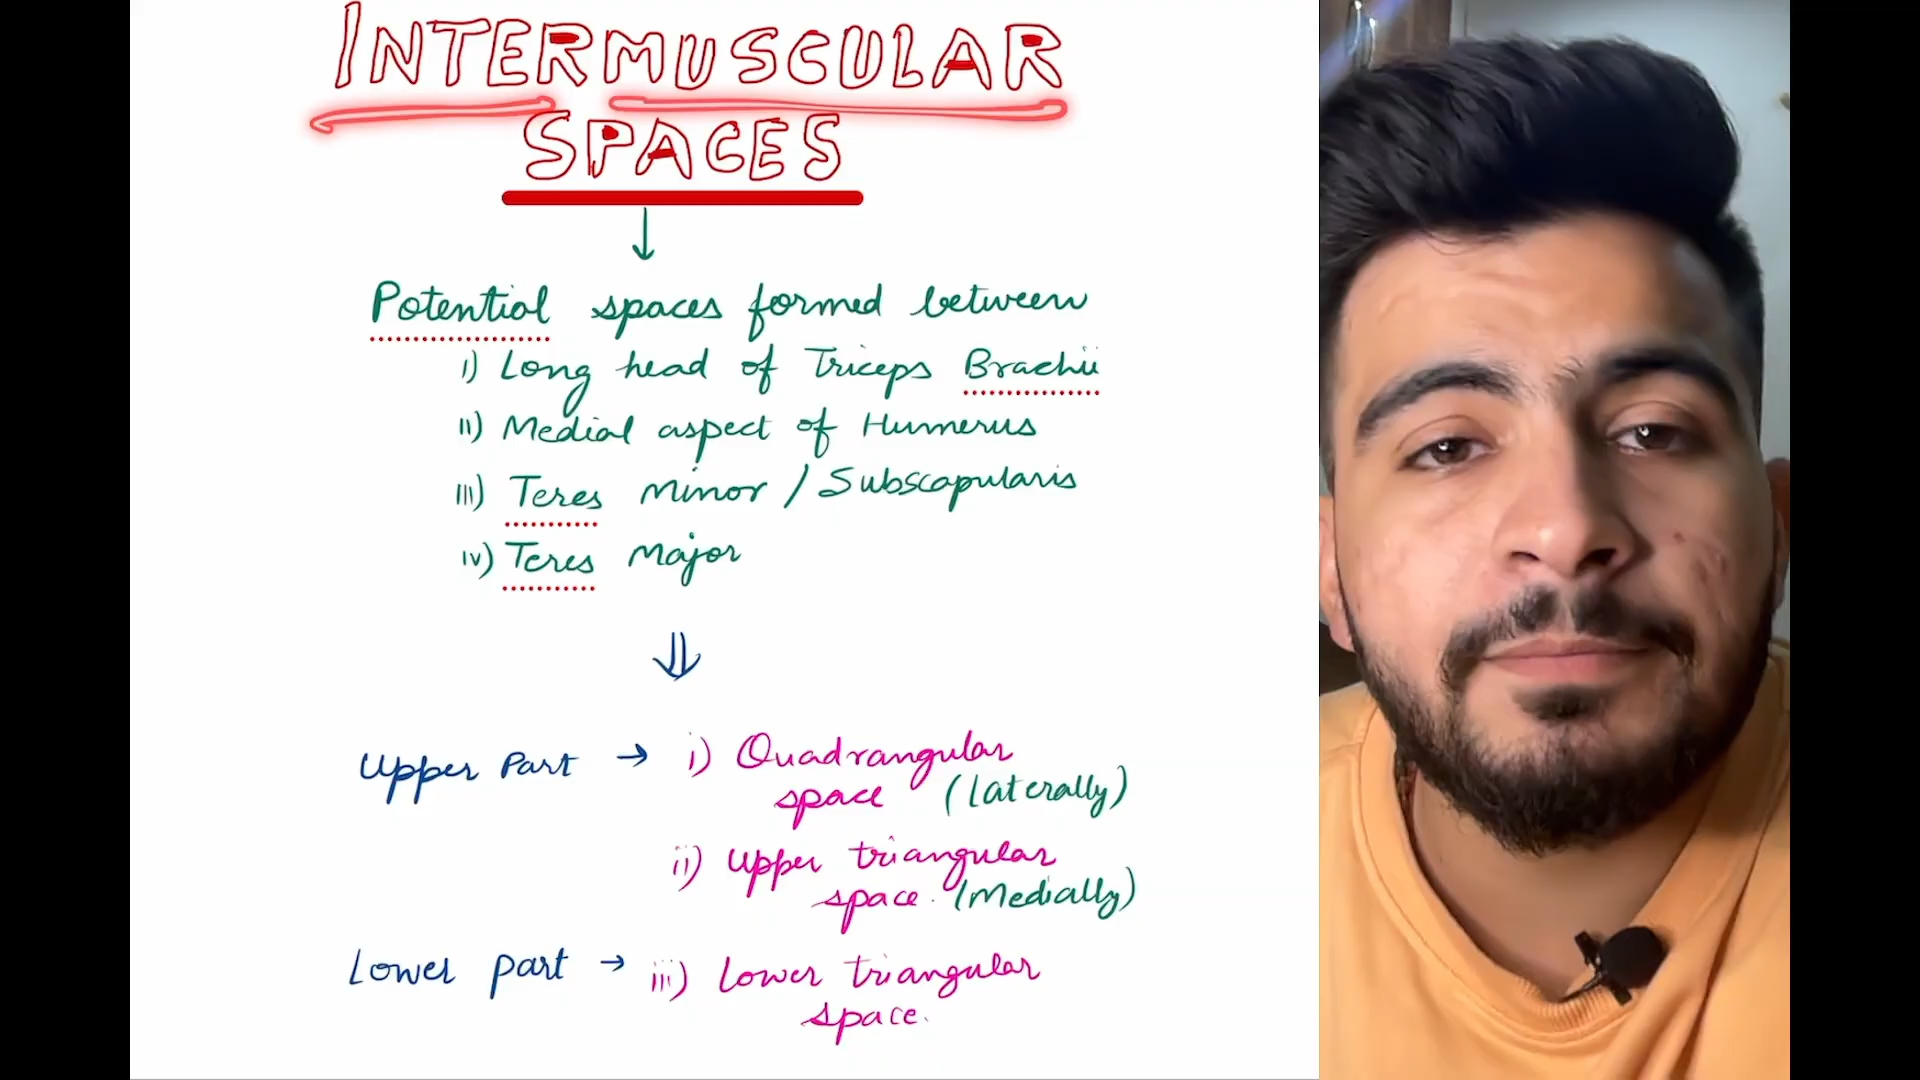 INTERMUSCULAR
SPACES
Potential spaces formed between
i) Long head of Triceps Brachii
ii) Medial aspect of Humerus
iii) Teres Minor / Subscapularis
iv) Teres Major
Upper Part → i) Quadrangular
space (laterally)
ii) Upper triangular
space. (Medially)
Lower part → iii) Lower triangular
space.